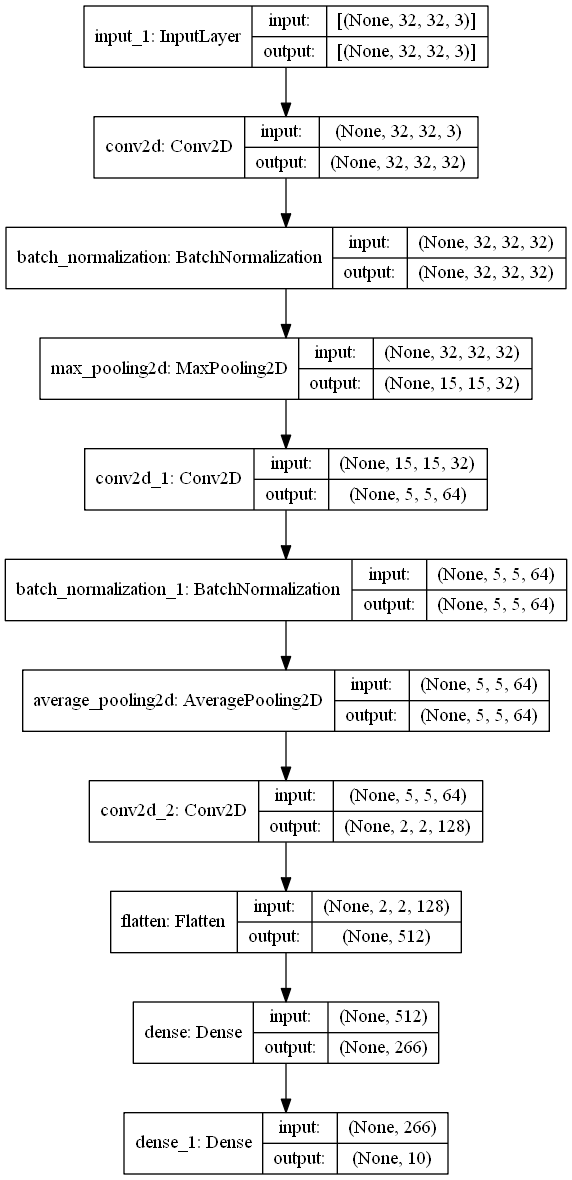 input_1: InputLayer
input: [(None, 32, 32, 3)]
output: [(None, 32, 32, 3)]
conv2d: Conv2D
input: (None, 32, 32, 3)
output: (None, 32, 32, 32)
batch_normalization: BatchNormalization
input: (None, 32, 32, 32)
output: (None, 32, 32, 32)
max_pooling2d: MaxPooling2D
input: (None, 32, 32, 32)
output: (None, 15, 15, 32)
conv2d_1: Conv2D
input: (None, 15, 15, 32)
output: (None, 5, 5, 64)
batch_normalization_1: BatchNormalization
input: (None, 5, 5, 64)
output: (None, 5, 5, 64)
average_pooling2d: AveragePooling2D
input: (None, 5, 5, 64)
output: (None, 5, 5, 64)
conv2d_2: Conv2D
input: (None, 5, 5, 64)
output: (None, 2, 2, 128)
flatten: Flatten
input: (None, 2, 2, 128)
output: (None, 512)
dense: Dense
input: (None, 512)
output: (None, 266)
dense_1: Dense
input: (None, 266)
output: (None, 10)